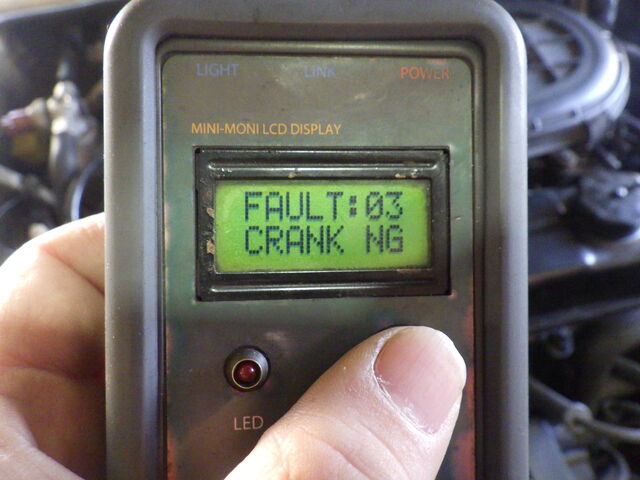 LIGHT LINK POWER
MINI-MONI LCD DISPLAY
FAULT:03
CRANK NG
LED